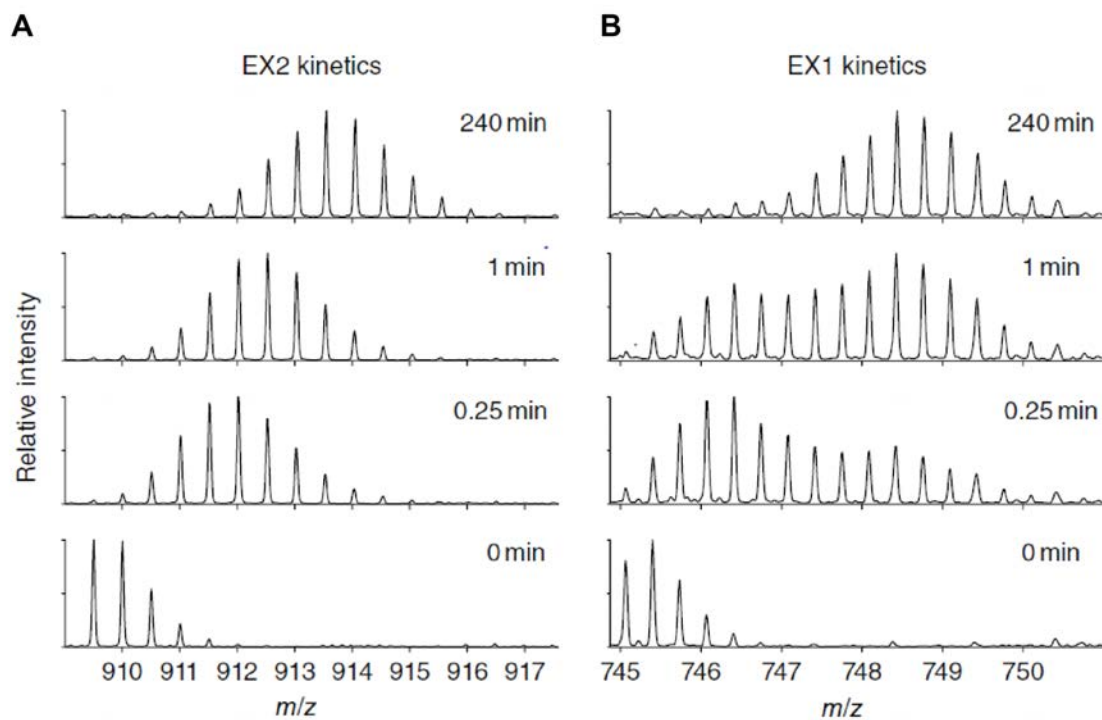 A
EX2 kinetics
240 min
1 min
0.25 min
0 min
Relative intensity
910 911 912 913 914 915 916 917
m/z
B
EX1 kinetics
240 min
1 min
0.25 min
0 min
745 746 747 748 749 750
m/z